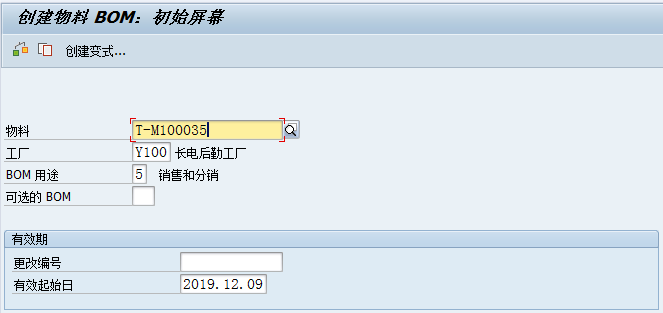 创建物料 BOM：初始屏幕
创建变式...
物料 T-M100035
工厂 Y100 长电后勤工厂
BOM 用途 5 销售和分销
可选的 BOM
有效期
更改编号
有效起始日 2019.12.09